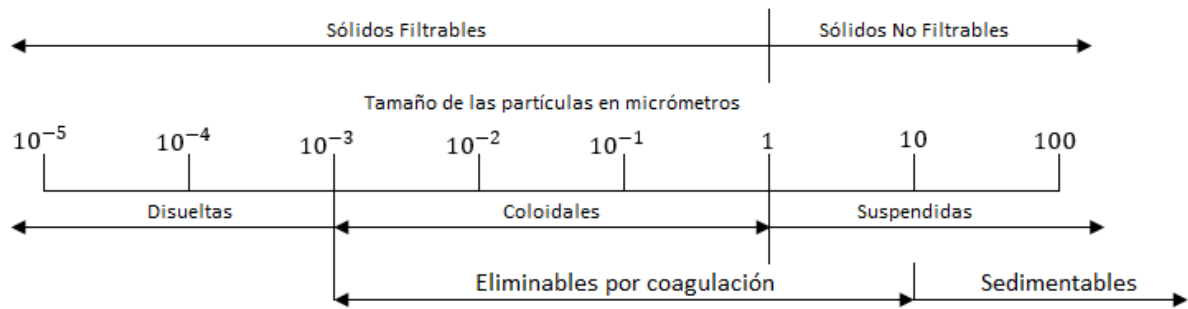 Sólidos Filtrables Sólidos No Filtrables
Tamaño de las partículas en micrómetros
10⁻⁵ 10⁻⁴ 10⁻³ 10⁻² 10⁻¹ 1 10 100
Disueltas Coloidales Suspendidas
Eliminables por coagulación Sedimentables